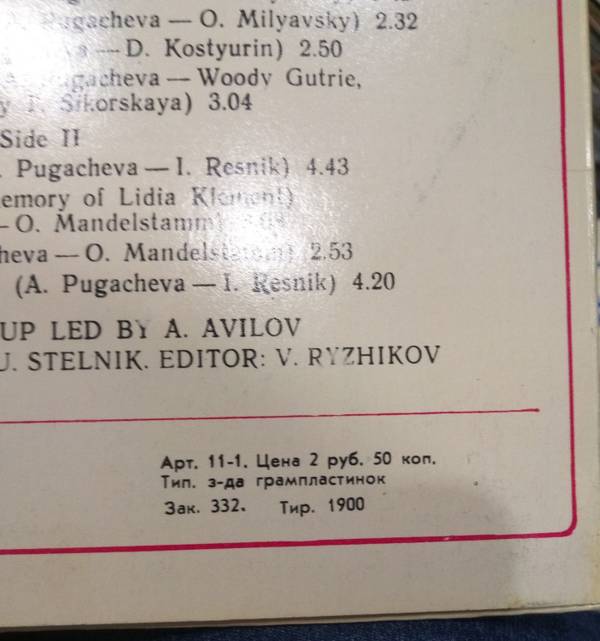 Pugacheva — O. Milyavsky) 2.32
— D. Kostyurin) 2.50
Pugacheva — Woody Gutrie,
y T. Sikorskaya) 3.04
Side II
. Pugacheva — I. Resnik) 4.43
emory of Lidia Klement)
— O. Mandelstamm)
heva — O. Mandelstamm) 2.53
(A. Pugacheva — I. Resnik) 4.20
UP LED BY A. AVILOV
U. STELNIK. EDITOR: V. RYZHIKOV
Арт. 11-1. Цена 2 руб. 50 коп.
Тип. з-да грампластинок
Зак. 332. Тир. 1900